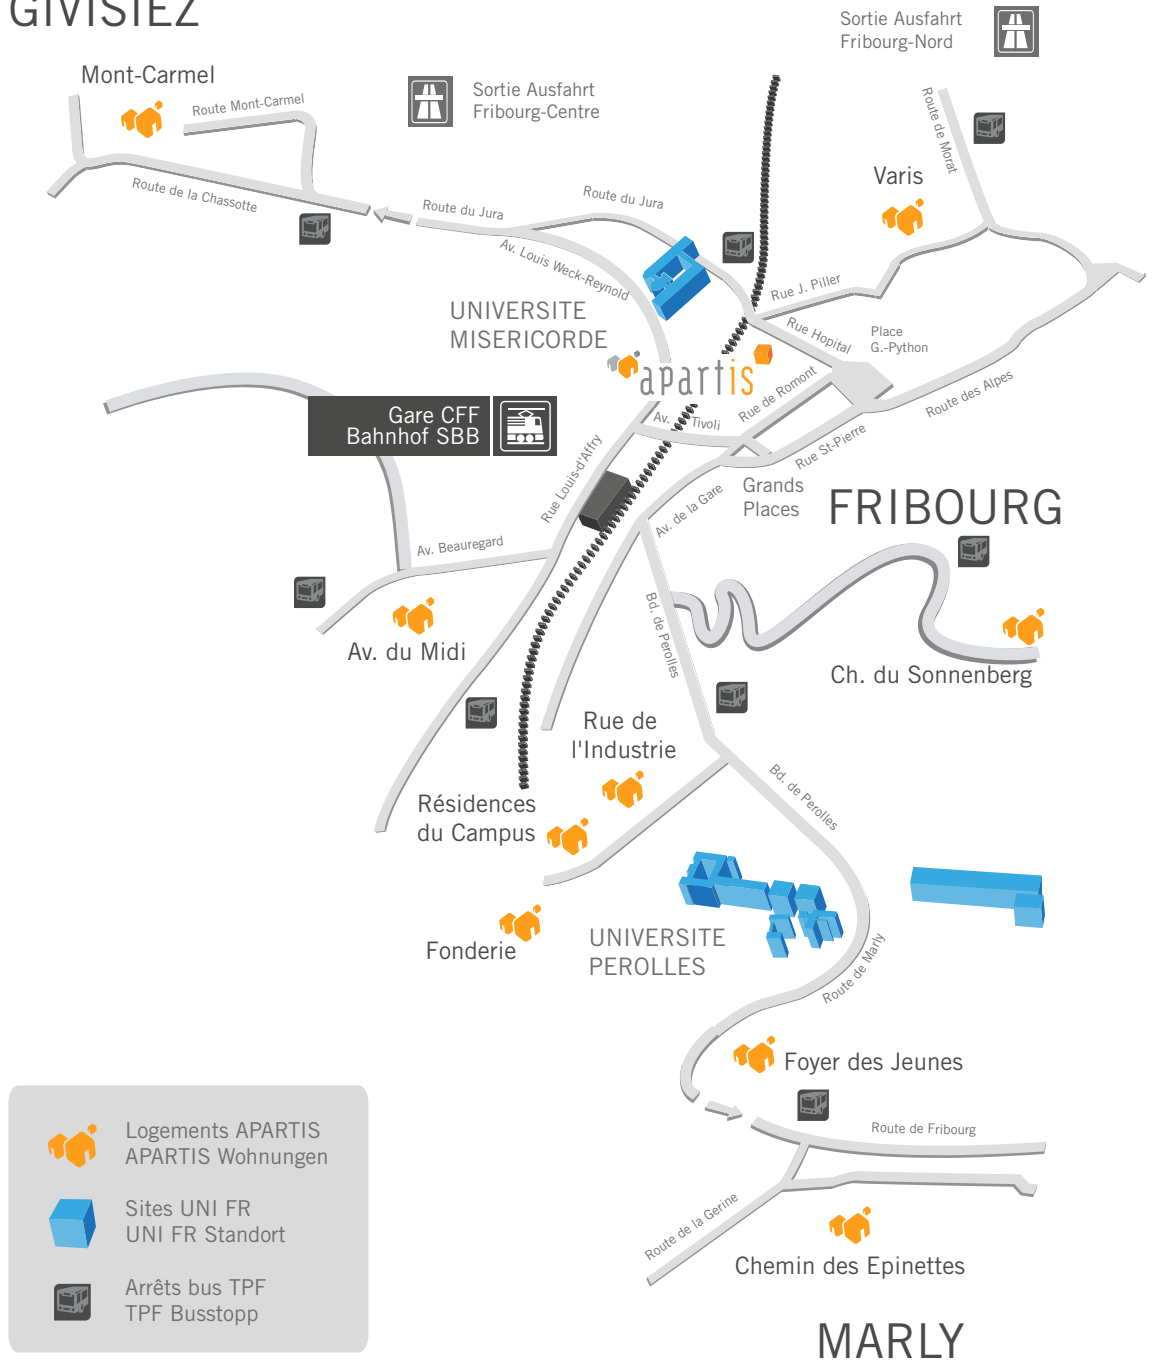 GIVISIEZ
Sortie Ausfahrt
Fribourg-Nord
Mont-Carmel
Route Mont-Carmel
Sortie Ausfahrt
Fribourg-Centre
Route de Morat
Varis
Route de la Chassotte
Route du Jura
Route du Jura
Av. Louis Weck-Reynold
UNIVERSITE
MISERICORDE
Rue J. Piller
Rue Hopital
Place
G.-Python
apartis
Rue de Romont
Route des Alpes
Gare CFF
Bahnhof SBB
Av. Tivoli
Rue St-Pierre
Rue Louis-d'Affry
Av. de la Gare
Grands
Places
FRIBOURG
Av. Beauregard
Bd. de Perolles
Av. du Midi
Ch. du Sonnenberg
Rue de
l'Industrie
Bd. de Perolles
Résidences
du Campus
Fonderie
UNIVERSITE
PEROLLES
Route de Marly
Foyer des Jeunes
Route de Fribourg
Route de la Gerine
Chemin des Epinettes
MARLY
Logements APARTIS
APARTIS Wohnungen
Sites UNI FR
UNI FR Standort
Arrêts bus TPF
TPF Busstopp